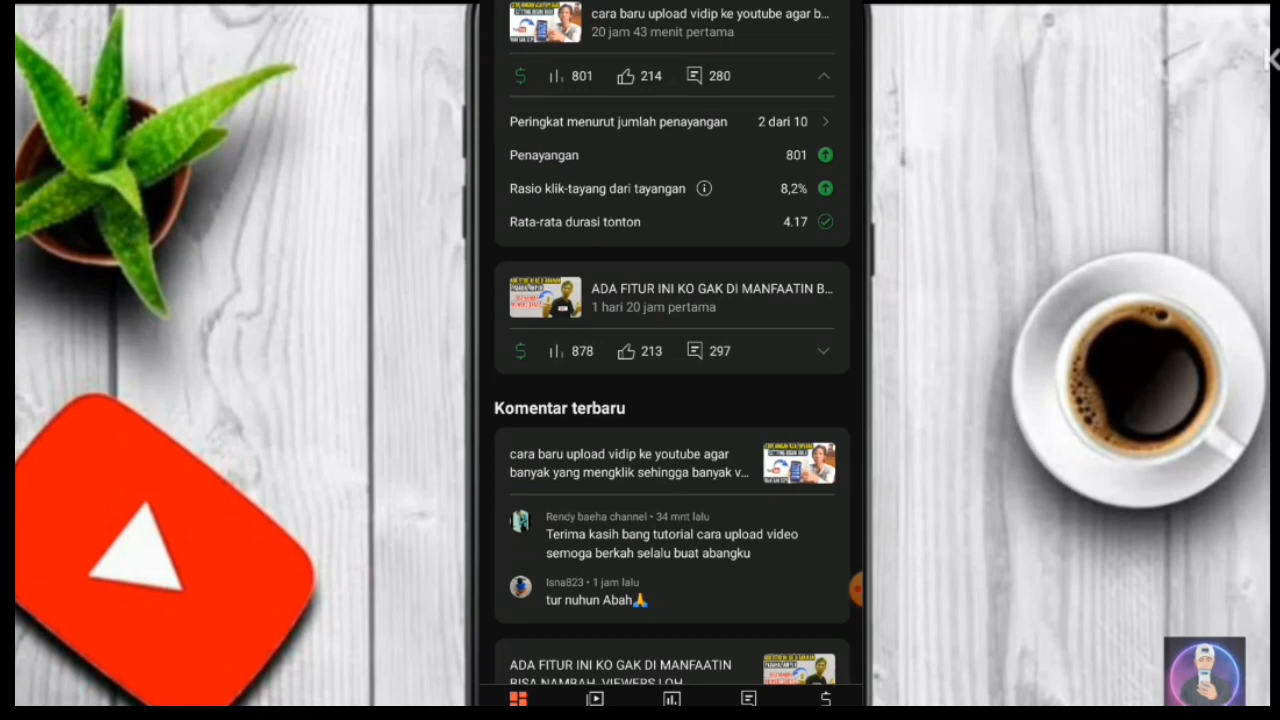 cara baru upload vidip ke youtube agar b...
20 jam 43 menit pertama
801 214 280
Peringkat menurut jumlah penayangan 2 dari 10
Penayangan 801
Rasio klik-tayang dari tayangan 8,2%
Rata-rata durasi tonton 4.17
ADA FITUR INI KO GAK DI MANFAATIN B...
1 hari 20 jam pertama
878 213 297
Komentar terbaru
cara baru upload vidip ke youtube agar
banyak yang mengklik sehingga banyak v...
Rendy baeha channel • 34 mnt lalu
Terima kasih bang tutorial cara upload video
semoga berkah selalu buat abangku
Isna823 • 1 jam lalu
tur nuhun Abah🙏
ADA FITUR INI KO GAK DI MANFAATIN
BISA NAMBAH VIEWERS LOH